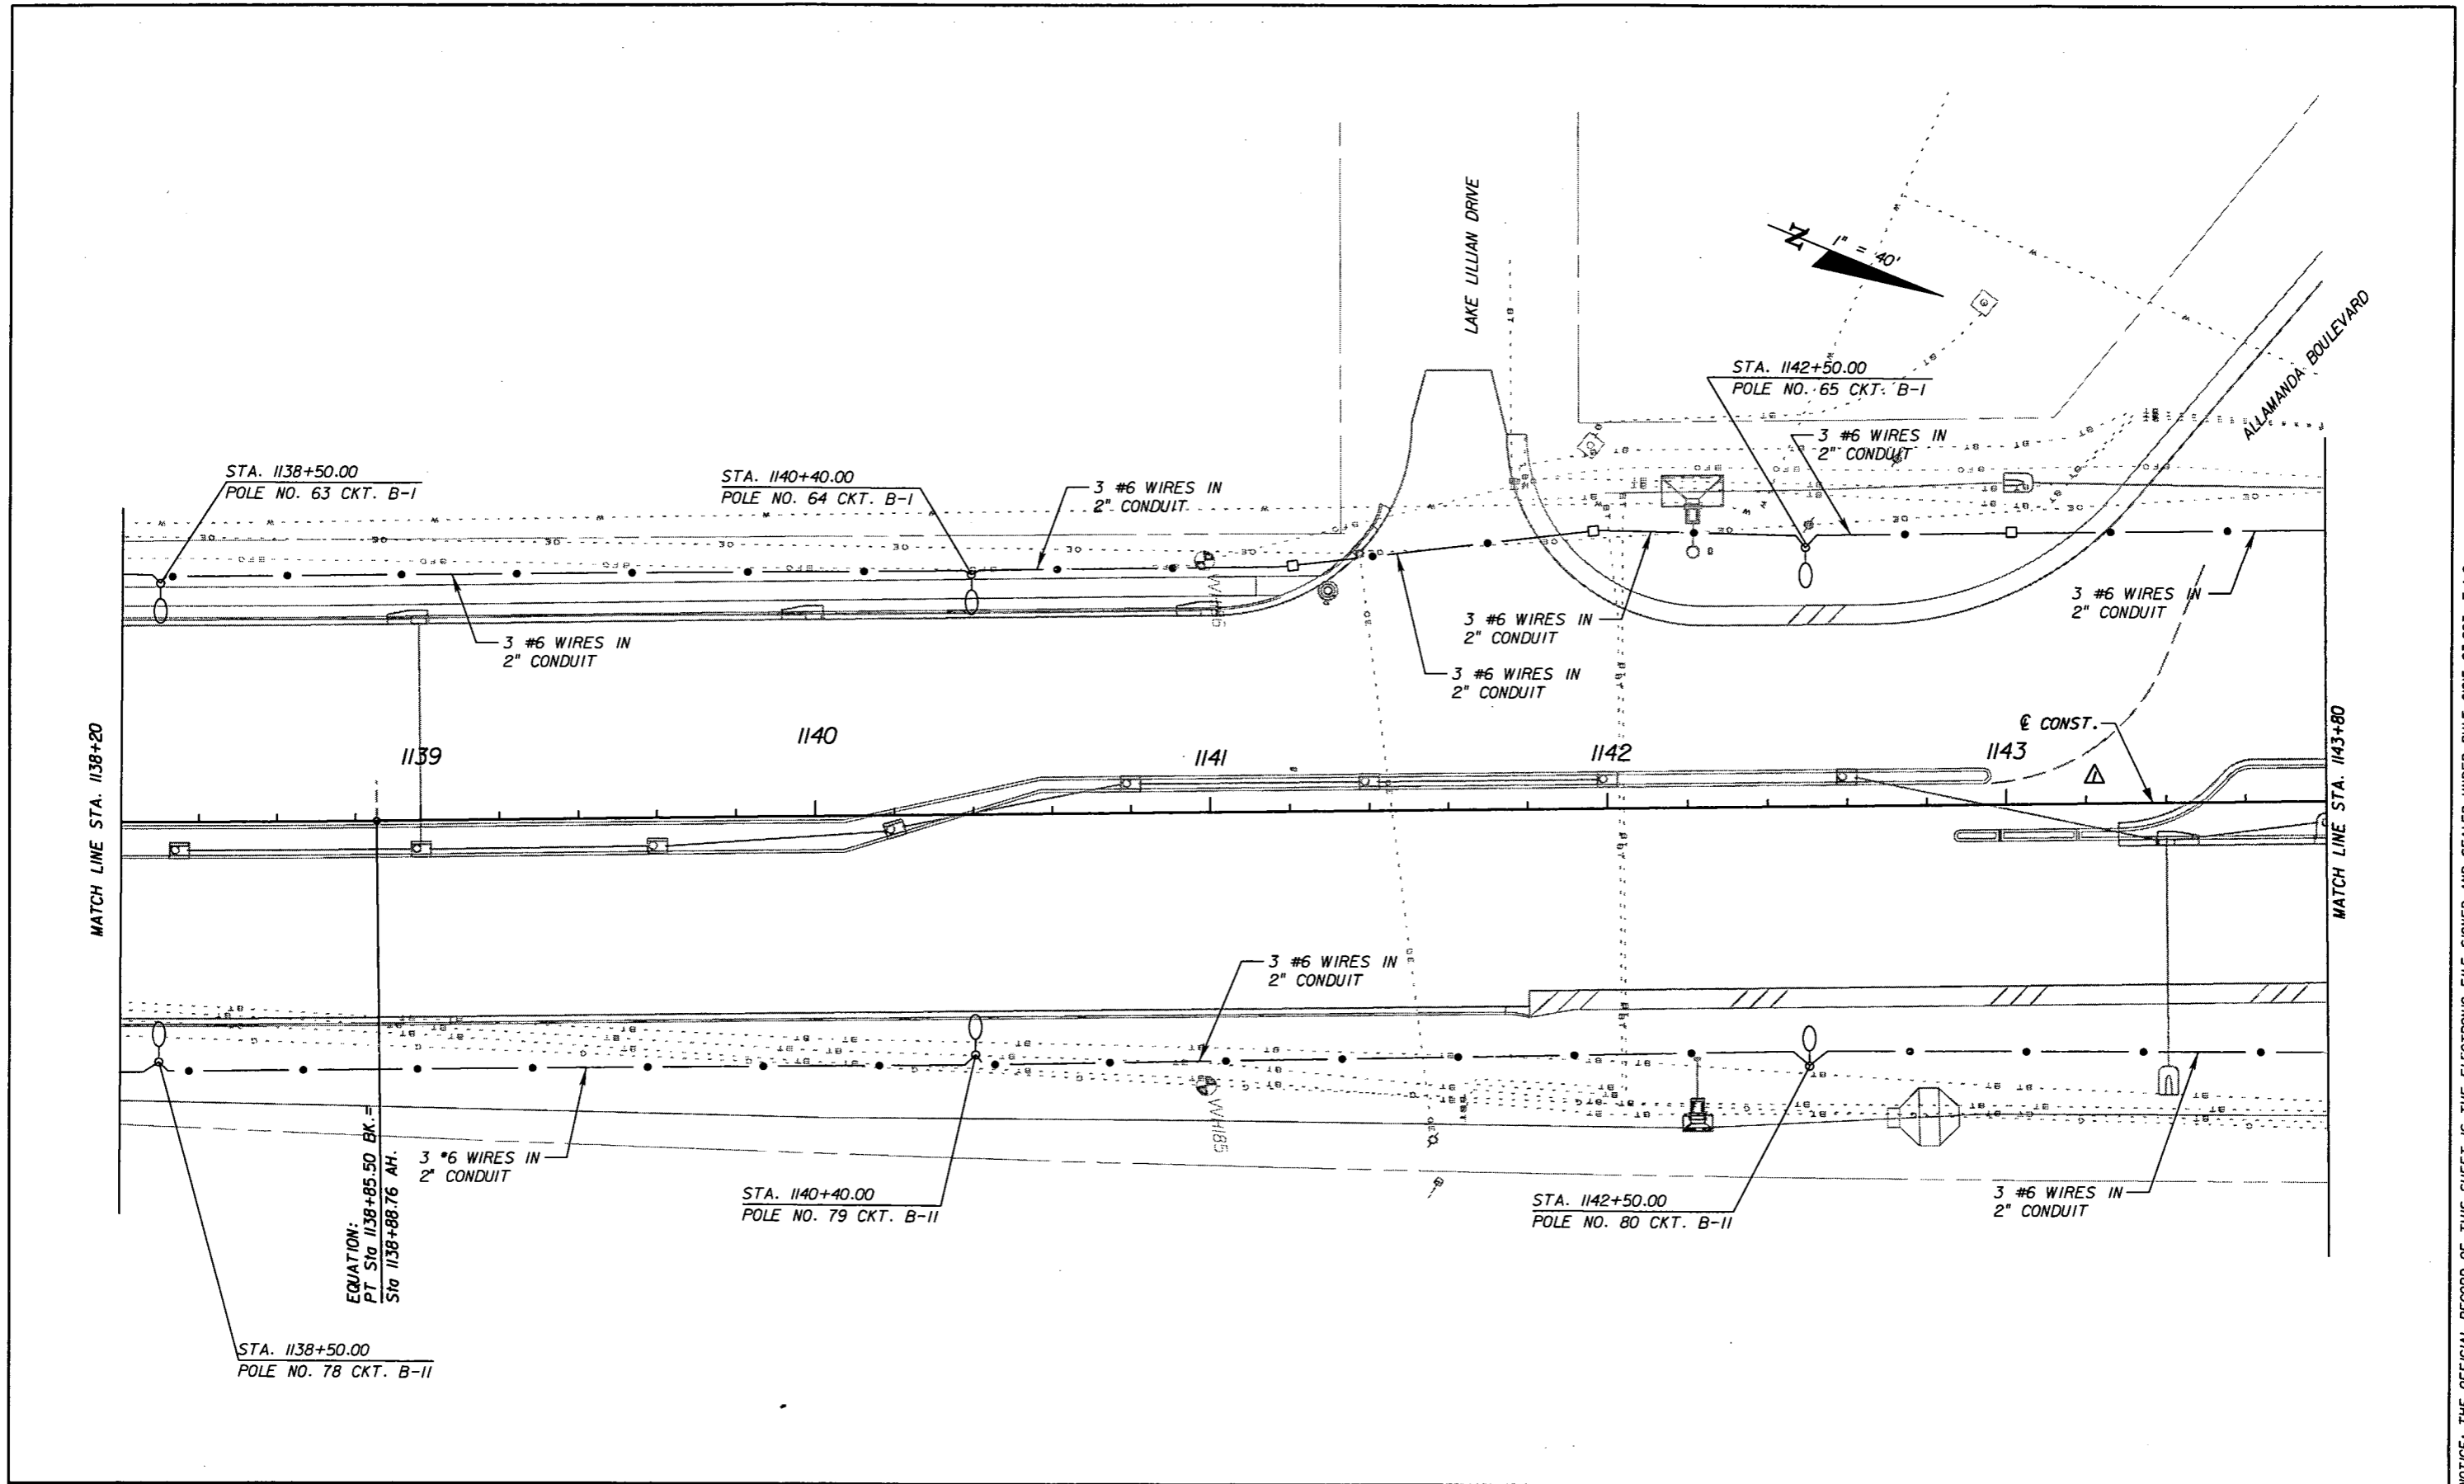 LAKE LILLIAN DRIVE
N
1" = 40'
ALLAMANDA BOULEVARD
STA. 1142+50.00
POLE NO. 65 CKT. B-1
3 #6 WIRES IN
2" CONDUIT
STA. 1138+50.00
POLE NO. 63 CKT. B-1
STA. 1140+40.00
POLE NO. 64 CKT. B-1
3 #6 WIRES IN
2" CONDUIT
3 #6 WIRES IN
2" CONDUIT
3 #6 WIRES IN
2" CONDUIT
3 #6 WIRES IN
2" CONDUIT
3 #6 WIRES IN
2" CONDUIT
MATCH LINE STA. 1138+20
1139
1140
1141
1142
1143
℄ CONST.
MATCH LINE STA. 1143+80
3 #6 WIRES IN
2" CONDUIT
EQUATION:
PT Sta 1138+85.50 BK.=
Sta 1138+88.76 AH.
3 #6 WIRES IN
2" CONDUIT
VVH185
STA. 1140+40.00
POLE NO. 79 CKT. B-11
STA. 1142+50.00
POLE NO. 80 CKT. B-11
3 #6 WIRES IN
2" CONDUIT
STA. 1138+50.00
POLE NO. 78 CKT. B-11